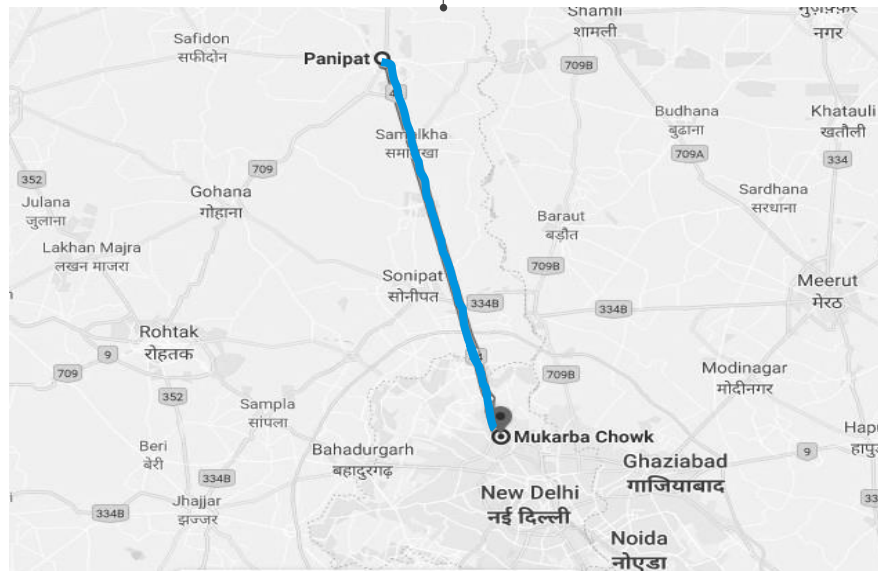 Shamli
शामली
मुज़फ़्फ़र
नगर
Safidon
सफीदोन
Panipat
709B
Samalkha
समालखा
Budhana
बुढाना
Khatauli
खतौली
709A
334
709
352
Julana
जुलाना
Gohana
गोहाना
Sardhana
सरधाना
Baraut
बड़ौत
Lakhan Majra
लखन माजरा
709B
Sonipat
सोनीपत
Meerut
मेरठ
334B
334B
Rohtak
रोहतक
9
709
709B
Modinagar
मोदीनगर
352
Sampla
सांपला
Mukarba Chowk
Beri
बेरी
Bahadurgarh
बहादुरगढ़
9
Hapu
हापुड़
Ghaziabad
गाजियाबाद
334B
334B
Jhajjar
झज्जर
New Delhi
नई दिल्ली
33
Noida
नोएडा